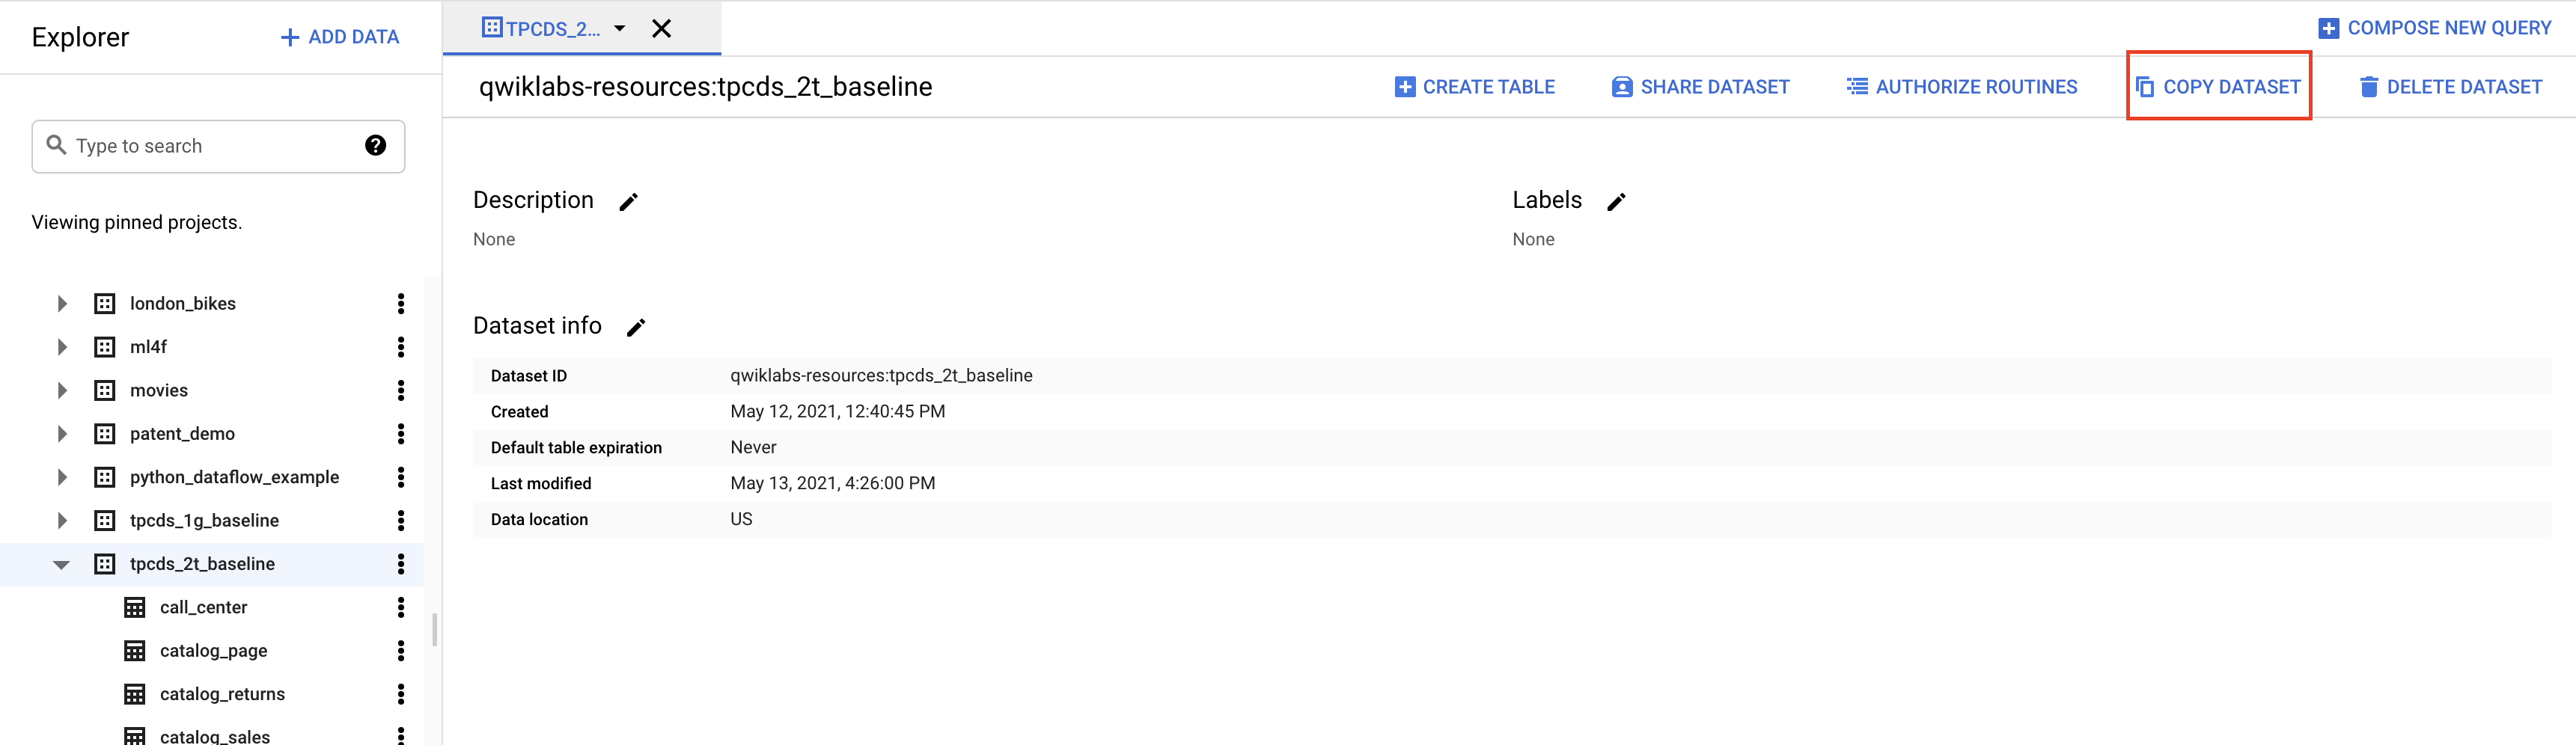 Explorer
+ ADD DATA
Type to search
Viewing pinned projects.
london_bikes
ml4f
movies
patent_demo
python_dataflow_example
tpcds_1g_baseline
tpcds_2t_baseline
call_center
catalog_page
catalog_returns
catalog_sales
TPCDS_2...
COMPOSE NEW QUERY
qwiklabs-resources:tpcds_2t_baseline
CREATE TABLE
SHARE DATASET
AUTHORIZE ROUTINES
COPY DATASET
DELETE DATASET
Description
None
Labels
None
Dataset info
Dataset ID qwiklabs-resources:tpcds_2t_baseline
Created May 12, 2021, 12:40:45 PM
Default table expiration Never
Last modified May 13, 2021, 4:26:00 PM
Data location US